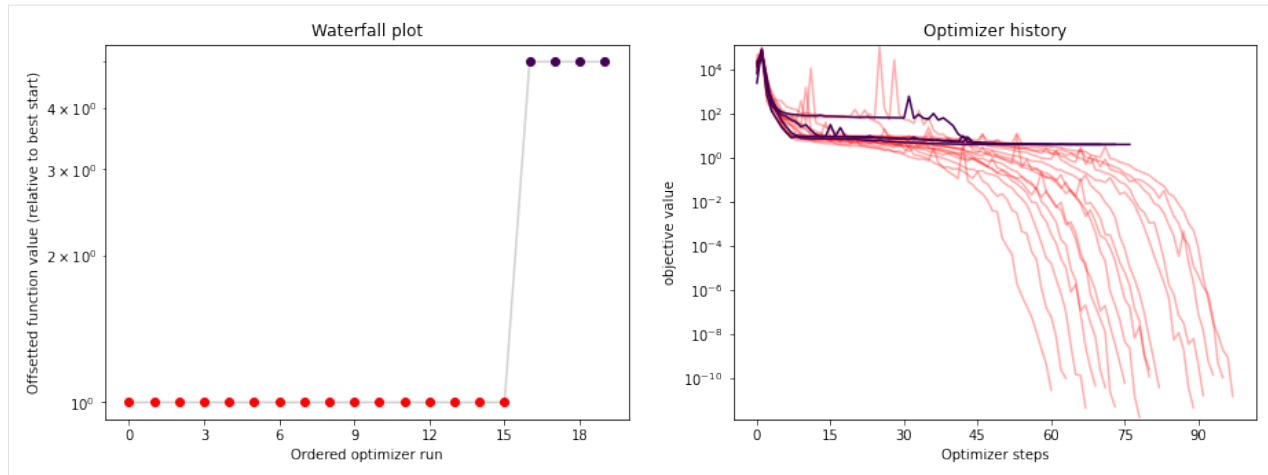 Waterfall plot
Offsetted function value (relative to best start)
4 × 10⁰
3 × 10⁰
2 × 10⁰
10⁰
0 3 6 9 12 15 18
Ordered optimizer run
Optimizer history
objective value
10⁴
10²
10⁰
10⁻²
10⁻⁴
10⁻⁶
10⁻⁸
10⁻¹⁰
0 15 30 45 60 75 90
Optimizer steps